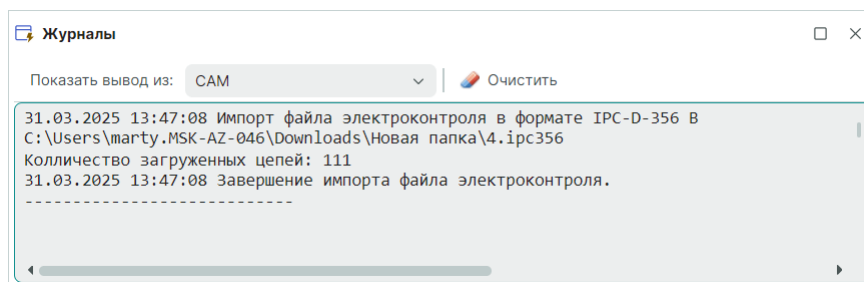 Журналы
Показать вывод из: CAM Очистить
31.03.2025 13:47:08 Импорт файла электроконтроля в формате IPC-D-356 B
C:\Users\marty.MSK-AZ-046\Downloads\Новая папка\4.ipc356
Колличество загруженных цепей: 111
31.03.2025 13:47:08 Завершение импорта файла электроконтроля.
----------------------------